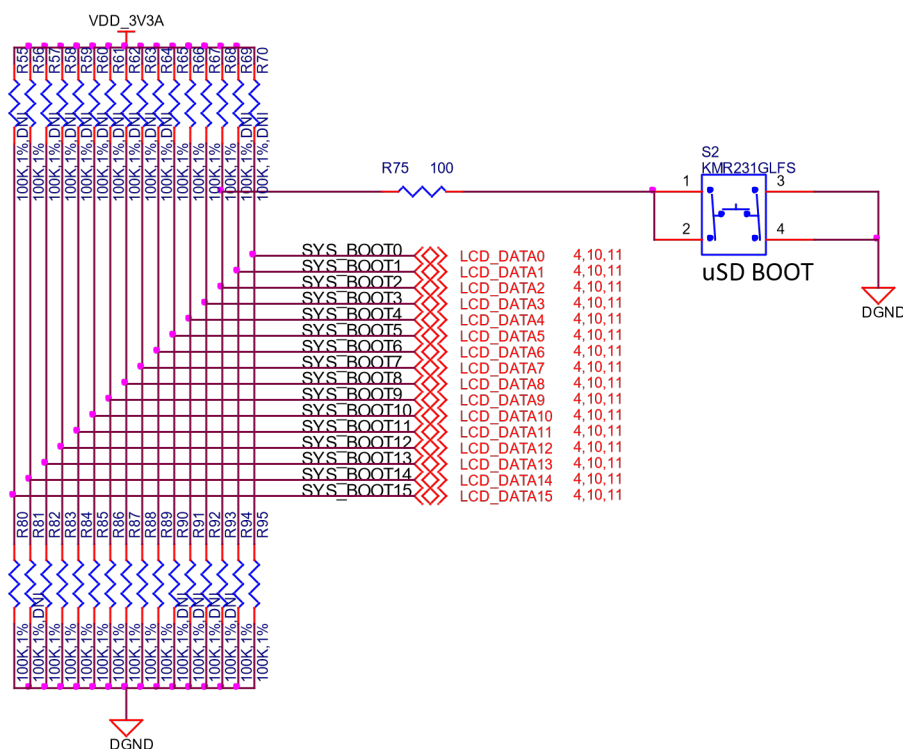 VDD_3V3A
R55
R56
R57
R58
R59
R60
R61
R62
R63
R64
R65
R66
R67
R68
R69
R70
100K,1%,DNI
100K,1%
100K,1%,DNI
100K,1%,DNI
100K,1%,DNI
100K,1%,DNI
100K,1%,DNI
100K,1%,DNI
100K,1%,DNI
100K,1%,DNI
100K,1%
100K,1%
100K,1%
100K,1%
100K,1%,DNI
100K,1%,DNI
R75 100
S2
KMR231GLFS
1 3
2 4
uSD BOOT
DGND
SYS_BOOT0 LCD_DATA0 4,10,11
SYS_BOOT1 LCD_DATA1 4,10,11
SYS_BOOT2 LCD_DATA2 4,10,11
SYS_BOOT3 LCD_DATA3 4,10,11
SYS_BOOT4 LCD_DATA4 4,10,11
SYS_BOOT5 LCD_DATA5 4,10,11
SYS_BOOT6 LCD_DATA6 4,10,11
SYS_BOOT7 LCD_DATA7 4,10,11
SYS_BOOT8 LCD_DATA8 4,10,11
SYS_BOOT9 LCD_DATA9 4,10,11
SYS_BOOT10 LCD_DATA10 4,10,11
SYS_BOOT11 LCD_DATA11 4,10,11
SYS_BOOT12 LCD_DATA12 4,10,11
SYS_BOOT13 LCD_DATA13 4,10,11
SYS_BOOT14 LCD_DATA14 4,10,11
SYS_BOOT15 LCD_DATA15 4,10,11
R80
R81
R82
R83
R84
R85
R86
R87
R88
R89
R90
R91
R92
R93
R94
R95
100K,1%
100K,1%,DNI
100K,1%
100K,1%
100K,1%
100K,1%
100K,1%
100K,1%
100K,1%
100K,1%
100K,1%,DNI
100K,1%,DNI
100K,1%,DNI
100K,1%,DNI
100K,1%
100K,1%
DGND